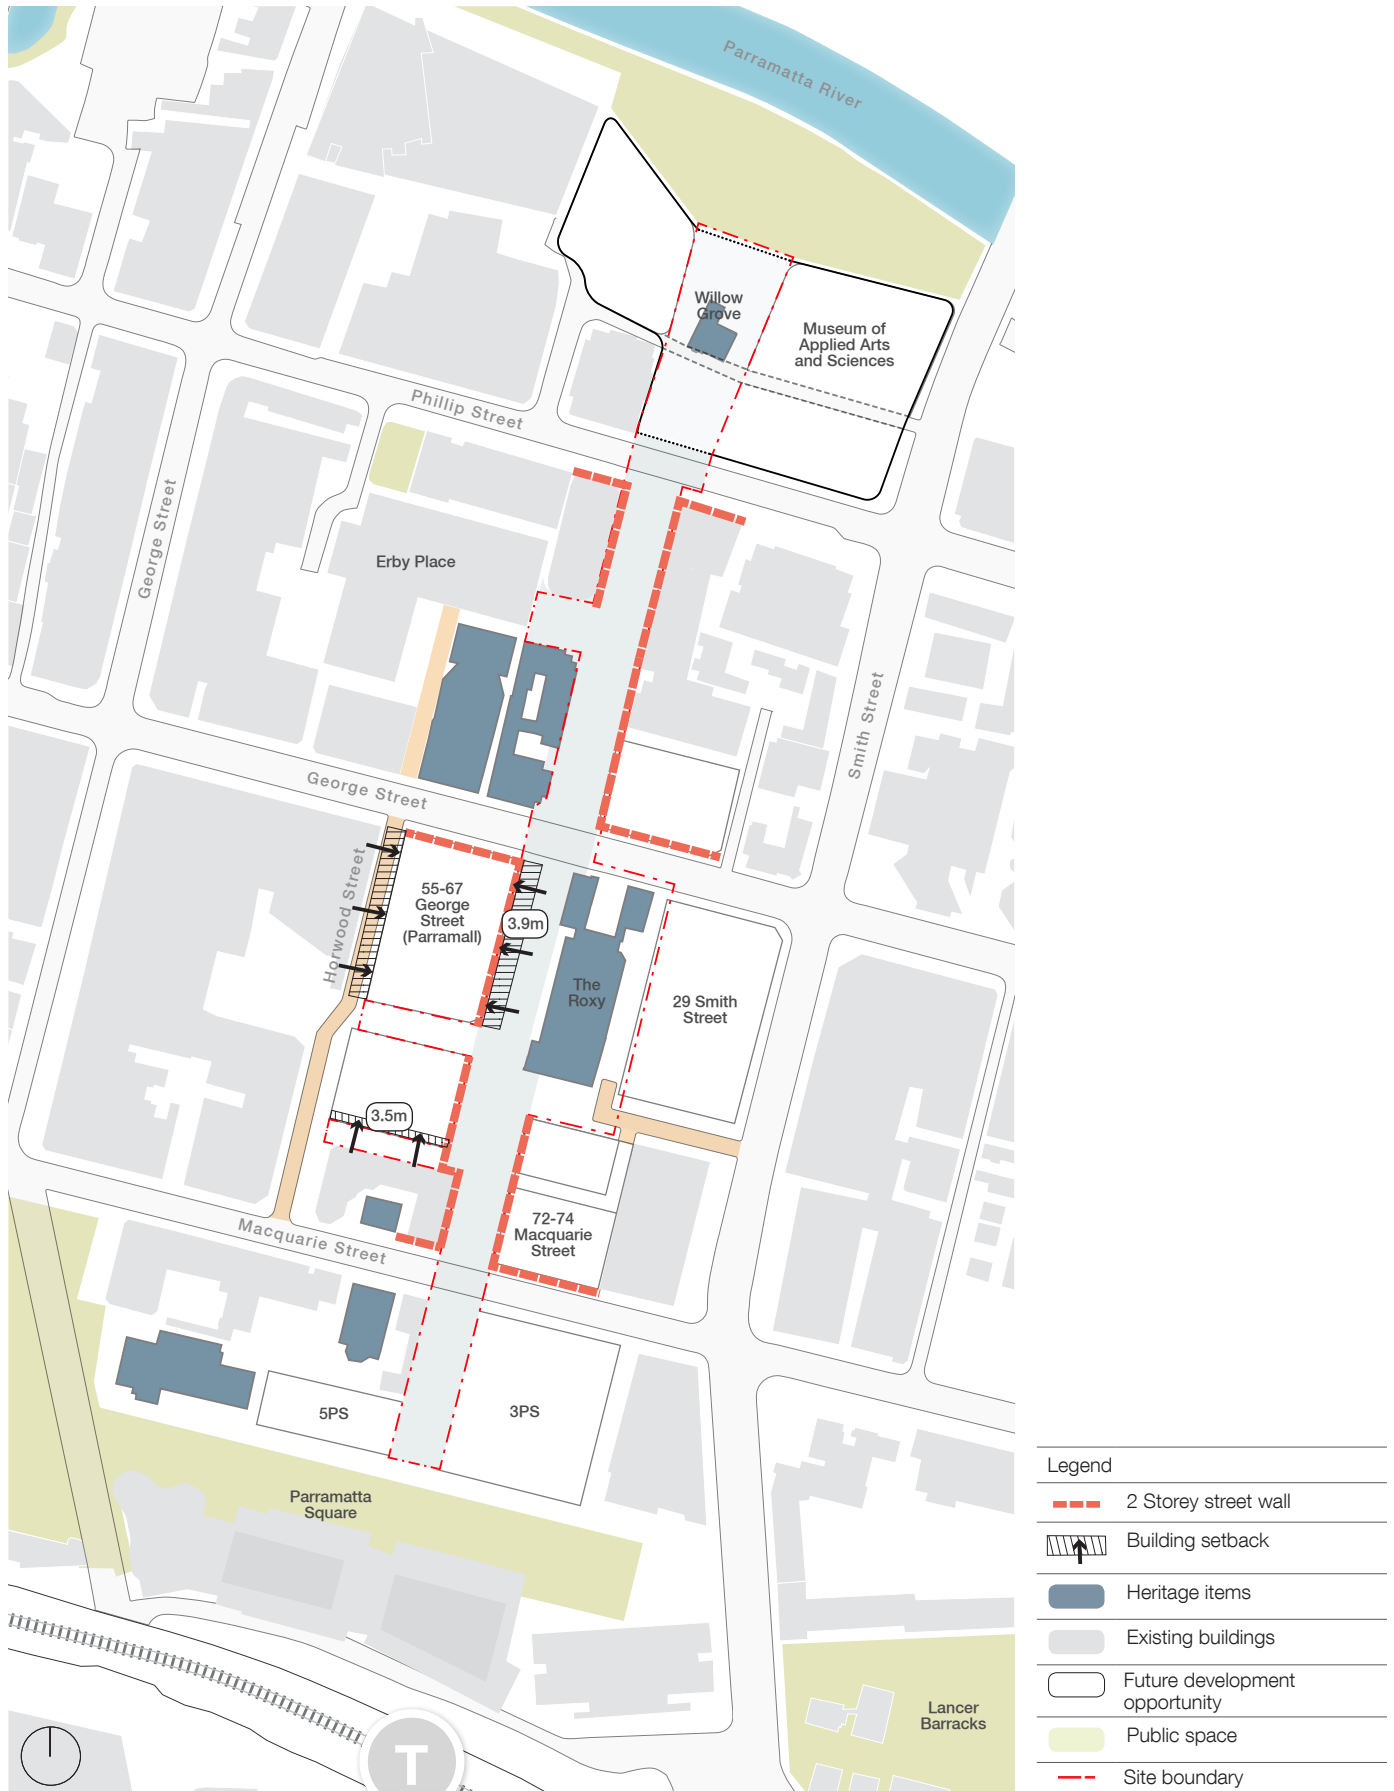 Parramatta River
Willow
Grove
Museum of
Applied Arts
and Sciences
Phillip Street
George Street
Erby Place
Smith Street
George Street
Horwood Street
55-67
George
Street
(Parramall)
3.9m
The
Roxy
29 Smith
Street
3.5m
72-74
Macquarie
Street
Macquarie Street
5PS
3PS
Parramatta
Square
Lancer
Barracks
T
Legend
2 Storey street wall
Building setback
Heritage items
Existing buildings
Future development
opportunity
Public space
Site boundary